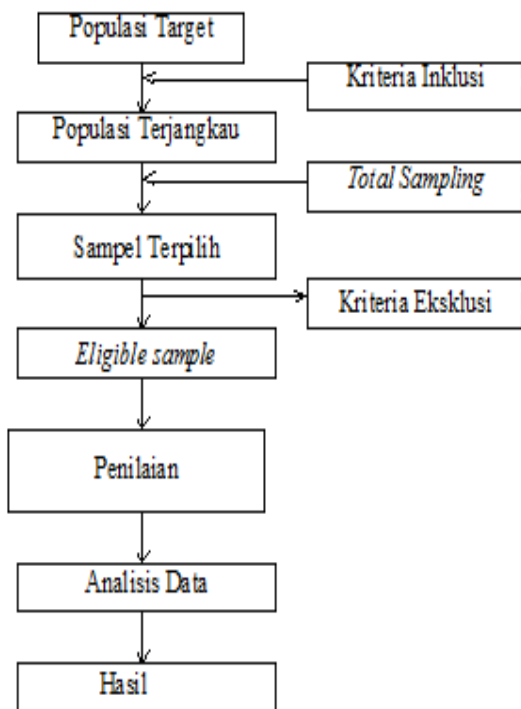 Populasi Target
Kriteria Inklusi
Populasi Terjangkau
Total Sampling
Sampel Terpilih
Kriteria Eksklusi
Eligible sample
Penilaian
Analisis Data
Hasil